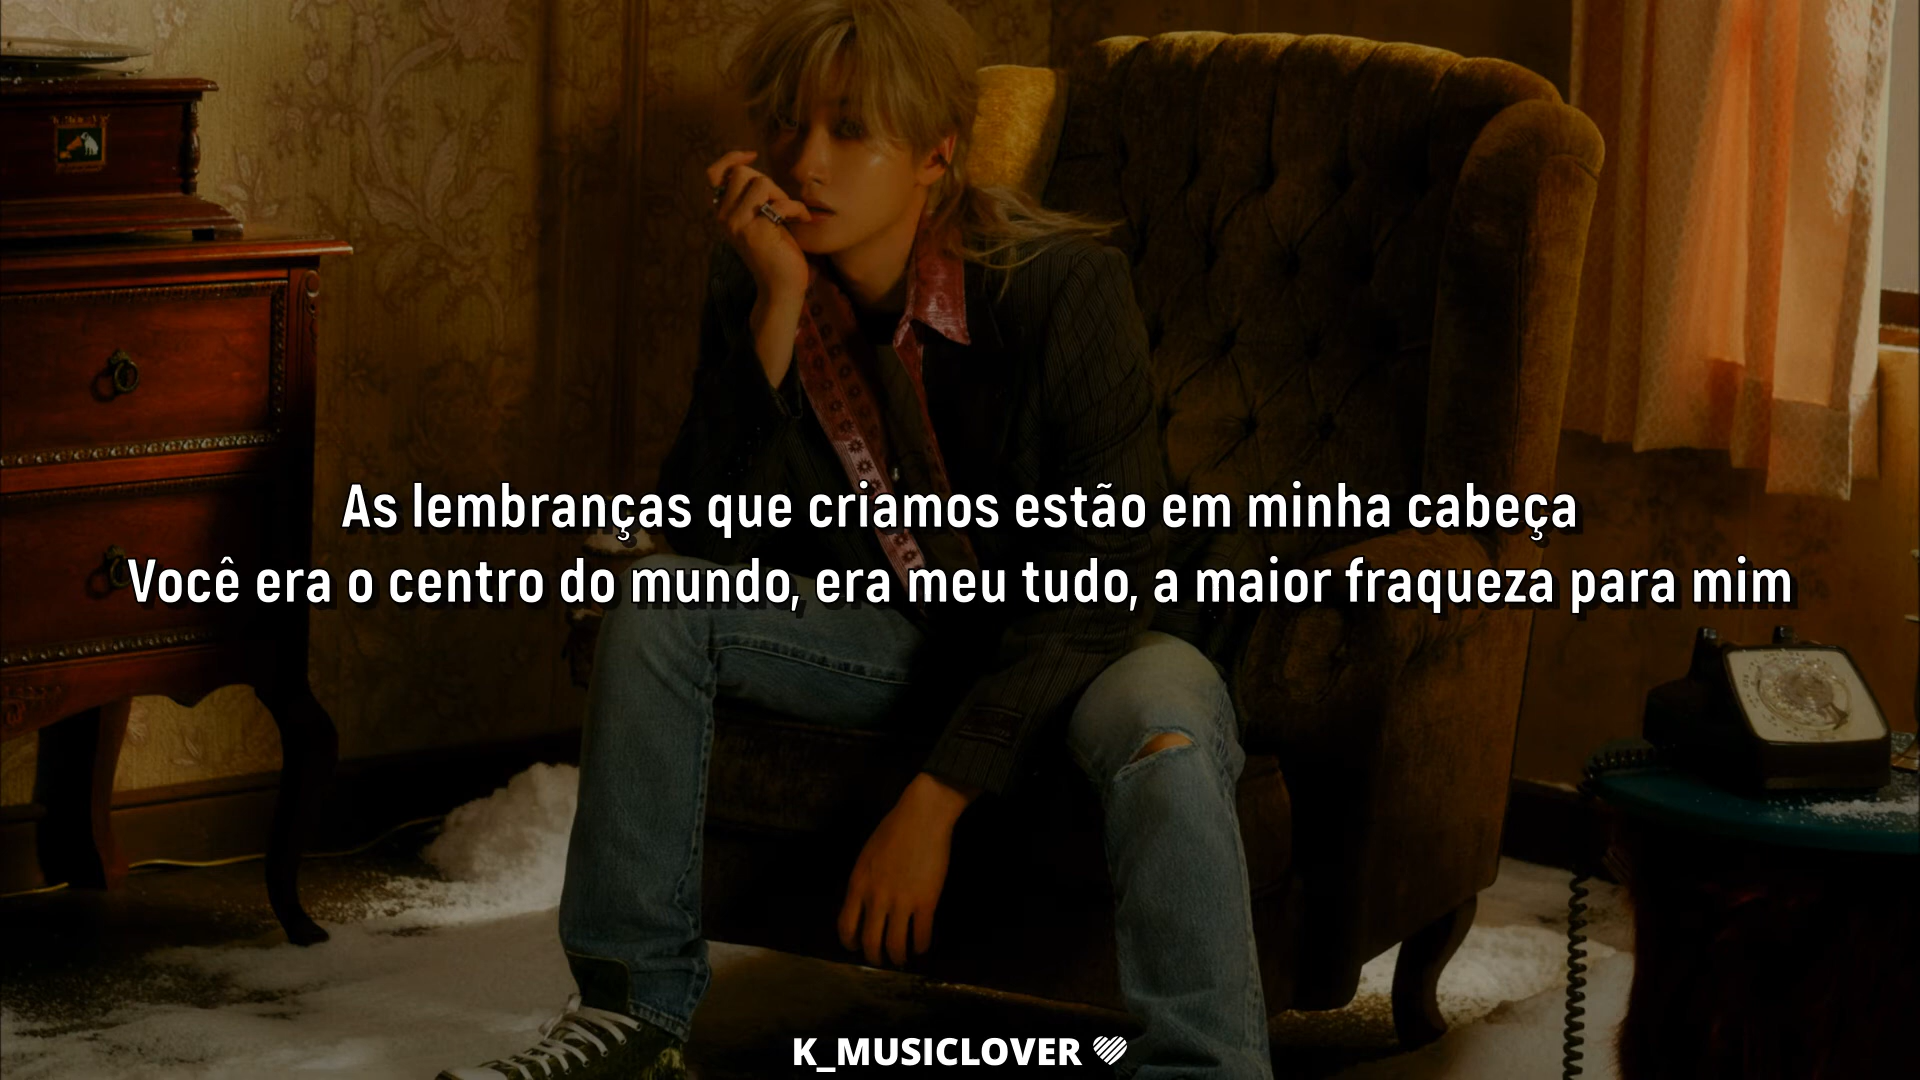 As lembranças que criamos estão em minha cabeça
Você era o centro do mundo, era meu tudo, a maior fraqueza para mim
K_MUSICLOVER